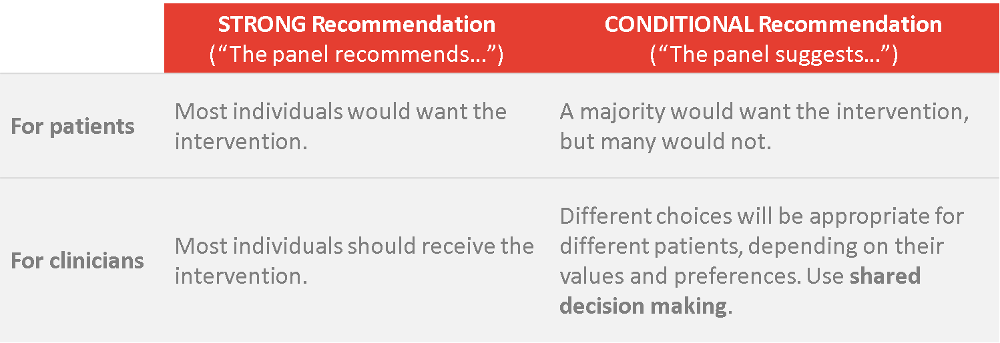 STRONG Recommendation
(“The panel recommends…”)
CONDITIONAL Recommendation
(“The panel suggests…”)
For patients
Most individuals would want the
intervention.
A majority would want the intervention,
but many would not.
For clinicians
Most individuals should receive the
intervention.
Different choices will be appropriate for
different patients, depending on their
values and preferences. Use shared
decision making.